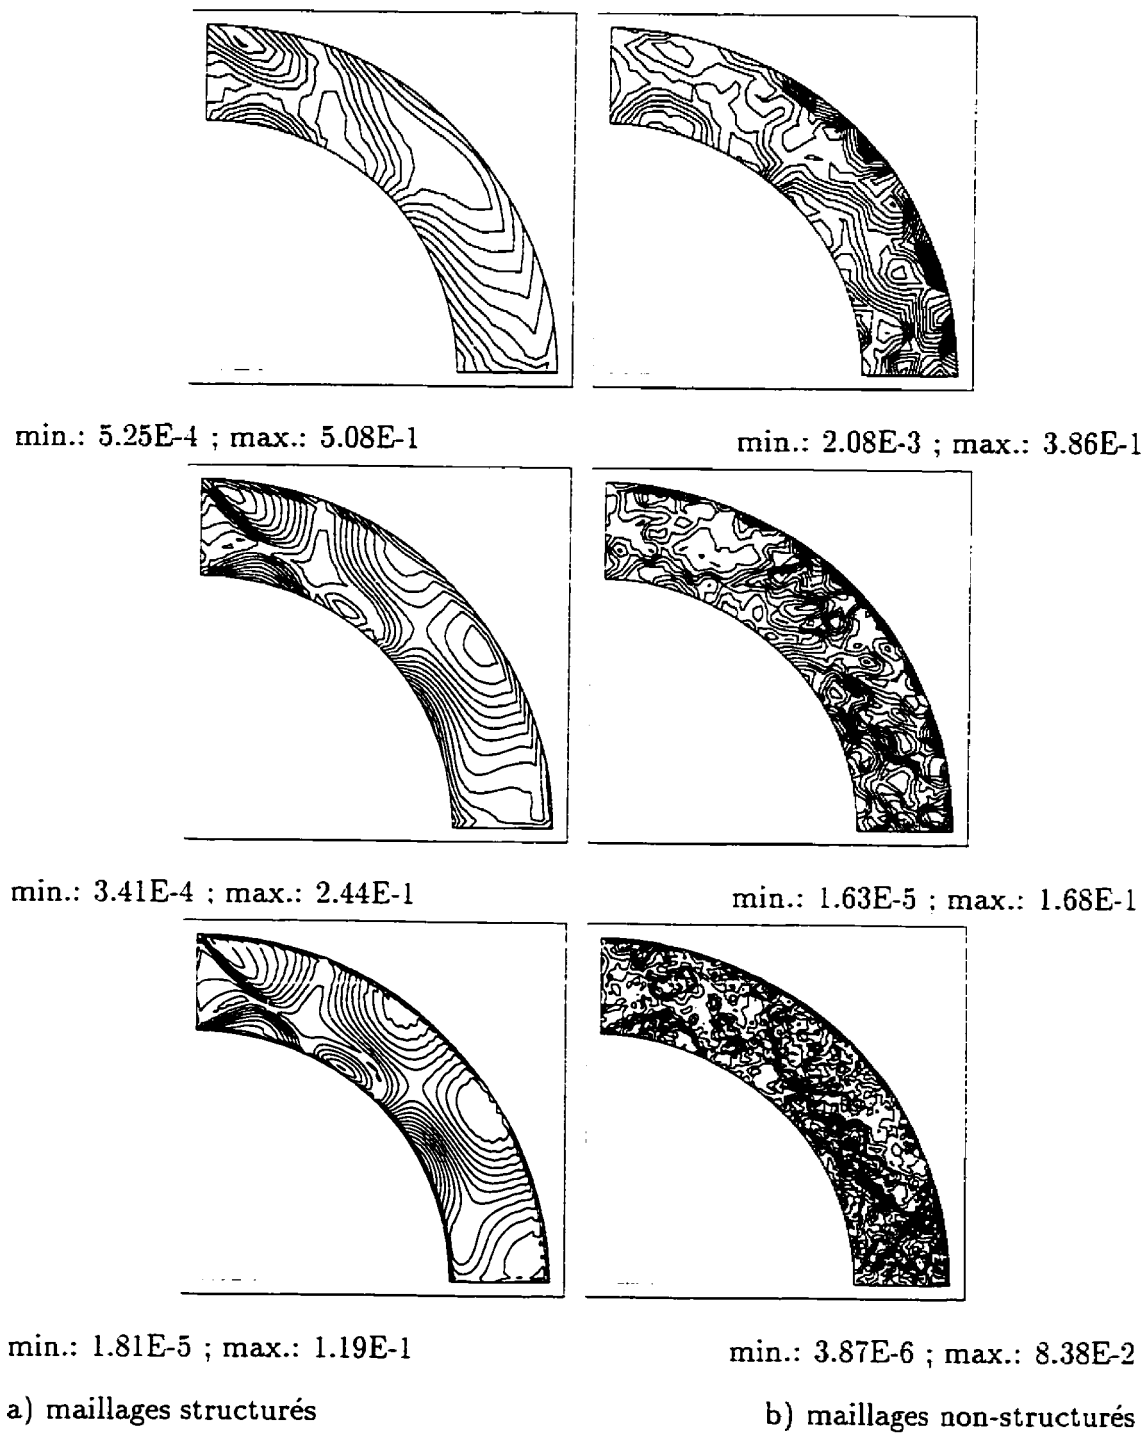 min.: 5.25E-4 ; max.: 5.08E-1
min.: 2.08E-3 ; max.: 3.86E-1
min.: 3.41E-4 ; max.: 2.44E-1
min.: 1.63E-5 ; max.: 1.68E-1
min.: 1.81E-5 ; max.: 1.19E-1
min.: 3.87E-6 ; max.: 8.38E-2
a) maillages structurés
b) maillages non-structurés